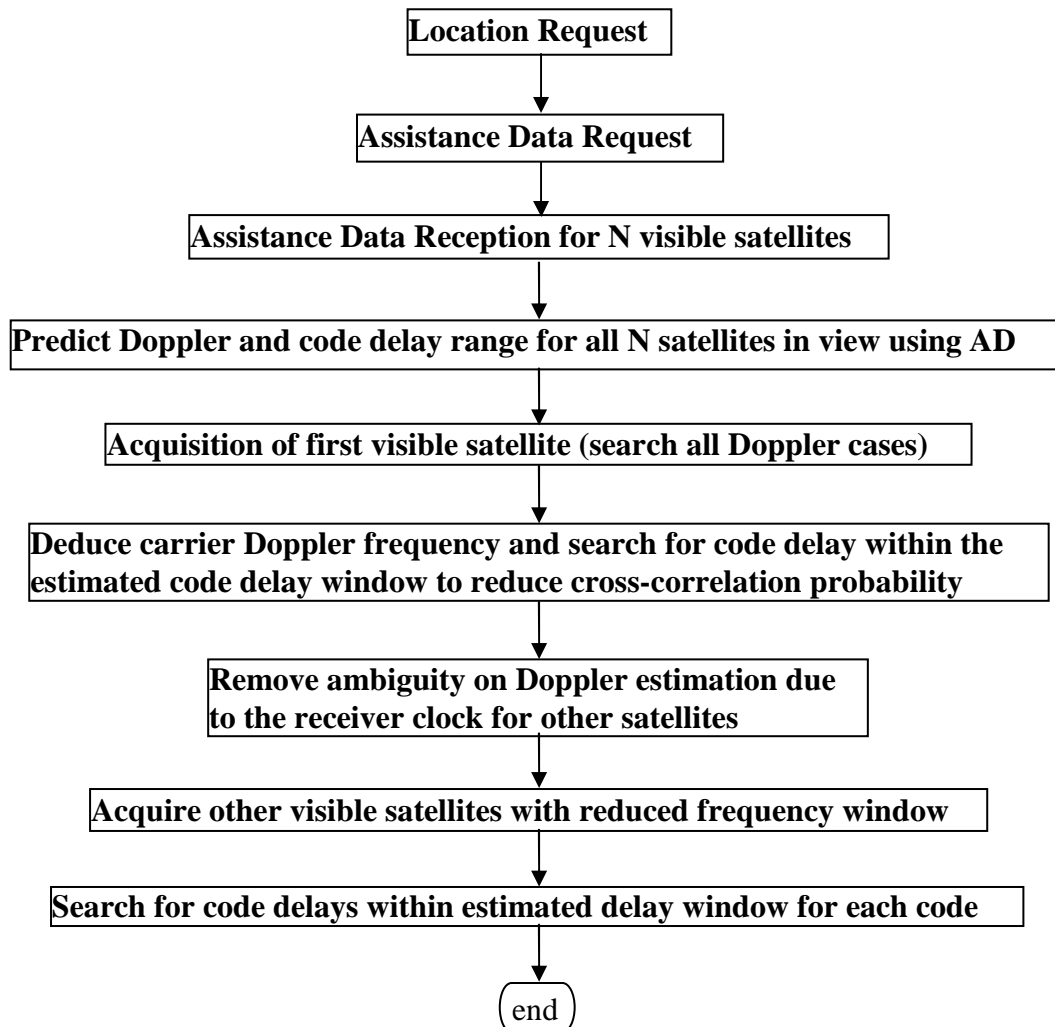 Location Request
Assistance Data Request
Assistance Data Reception for N visible satellites
Predict Doppler and code delay range for all N satellites in view using AD
Acquisition of first visible satellite (search all Doppler cases)
Deduce carrier Doppler frequency and search for code delay within the
estimated code delay window to reduce cross-correlation probability
Remove ambiguity on Doppler estimation due
to the receiver clock for other satellites
Acquire other visible satellites with reduced frequency window
Search for code delays within estimated delay window for each code
end